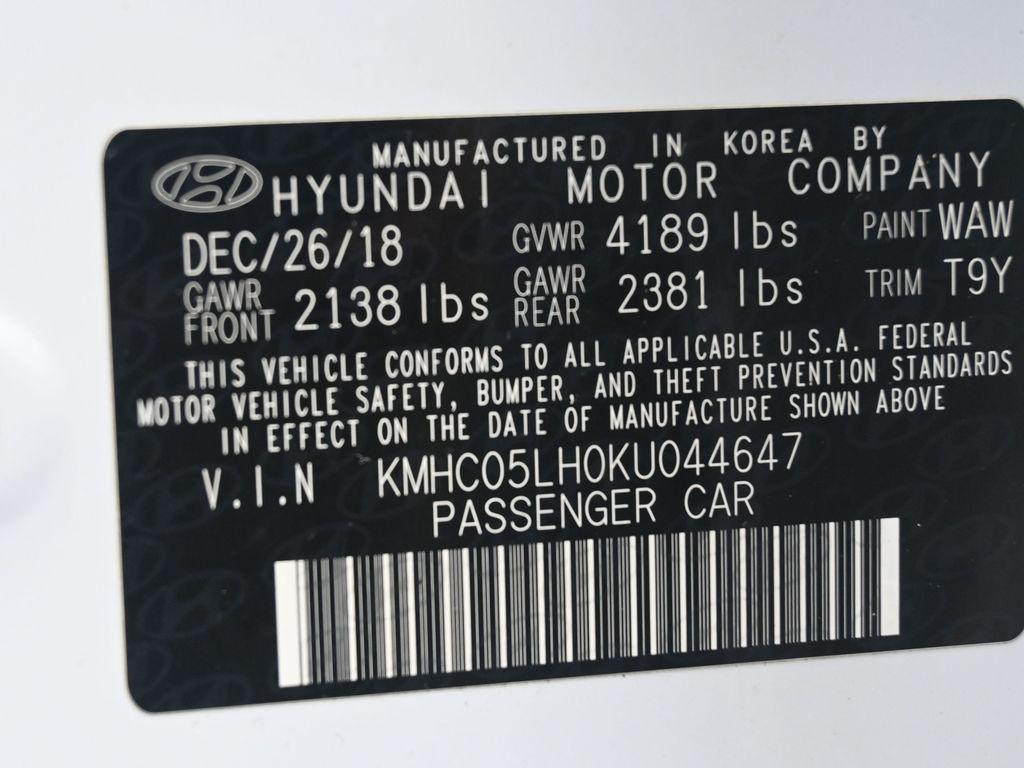 MANUFACTURED IN KOREA BY
HYUNDAI MOTOR COMPANY
DEC/26/18 GVWR 4189 lbs PAINT WAW
GAWR FRONT 2138 lbs GAWR REAR 2381 lbs TRIM T9Y
THIS VEHICLE CONFORMS TO ALL APPLICABLE U.S.A. FEDERAL
MOTOR VEHICLE SAFETY, BUMPER, AND THEFT PREVENTION STANDARDS
IN EFFECT ON THE DATE OF MANUFACTURE SHOWN ABOVE
V.I.N KMHC05LH0KU044647
PASSENGER CAR